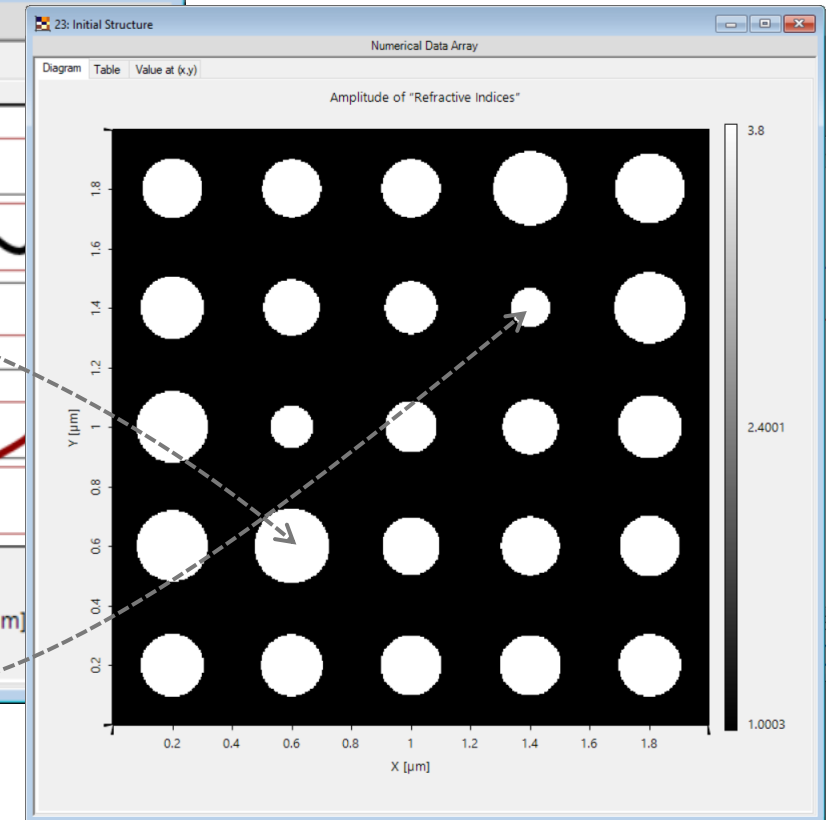 23: Initial Structure
Numerical Data Array
Diagram Table Value at (x,y)
Amplitude of "Refractive Indices"
3.8
2.4001
1.0003
1.8
1.6
1.4
1.2
1
0.8
0.6
0.4
0.2
Y [µm]
0.2 0.4 0.6 0.8 1 1.2 1.4 1.6 1.8
X [µm]
m]